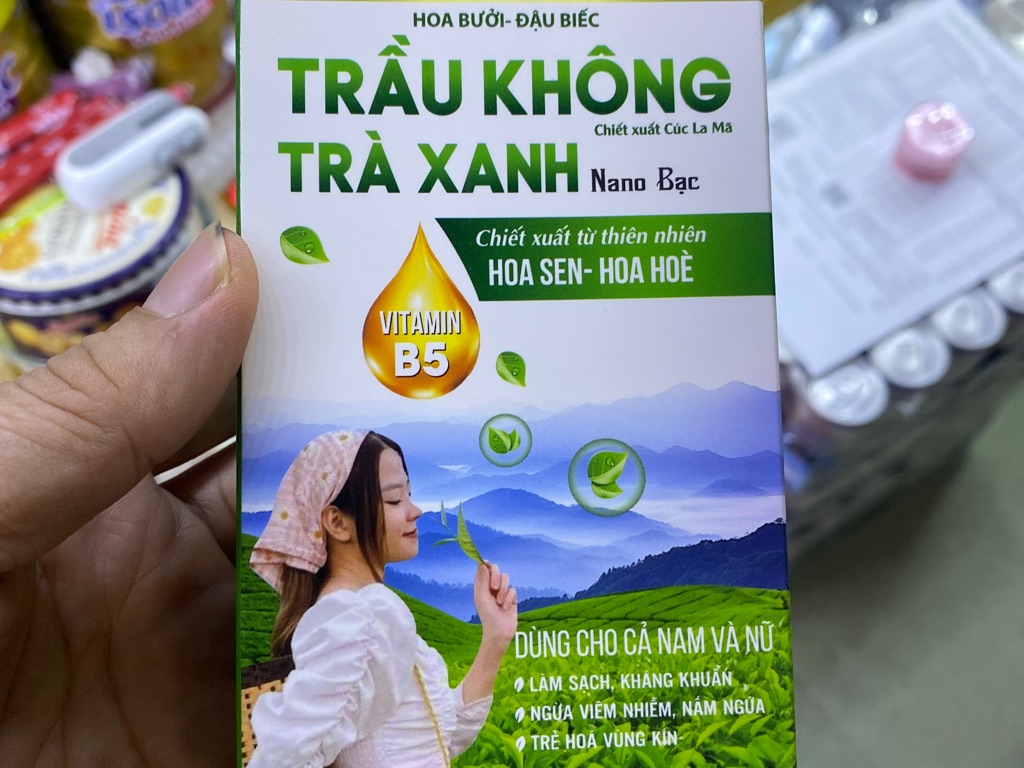 HOA BƯỞI- ĐẬU BIẾC
TRẦU KHÔNG
Chiết xuất Cúc La Mã
TRÀ XANH Nano Bạc
Chiết xuất từ thiên nhiên
HOA SEN- HOA HOÈ
VITAMIN
B5
DÙNG CHO CẢ NAM VÀ NỮ
LÀM SẠCH, KHÁNG KHUẨN
NGỪA VIÊM NHIỄM, NẤM NGỨA
TRẺ HOÁ VÙNG KÍN